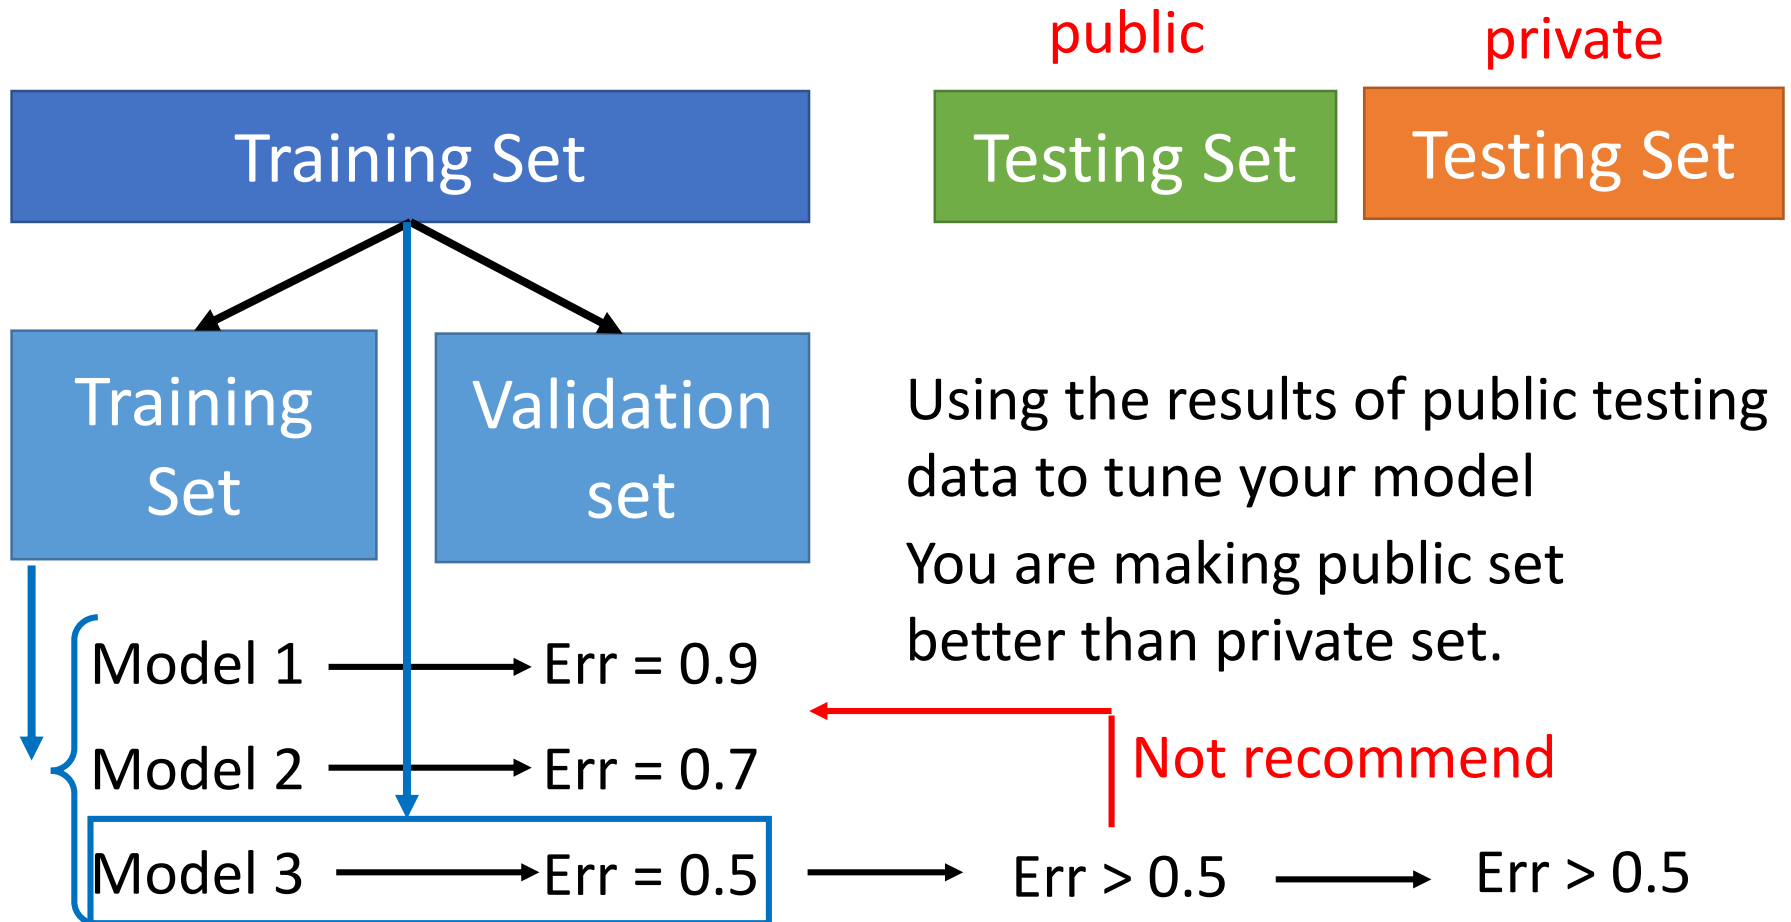 public
private
Training Set
Testing Set
Testing Set
Training
Set
Validation
set
Using the results of public testing
data to tune your model
You are making public set
better than private set.
Model 1
Err = 0.9
Model 2
Err = 0.7
Not recommend
Model 3
Err = 0.5
Err > 0.5
Err > 0.5